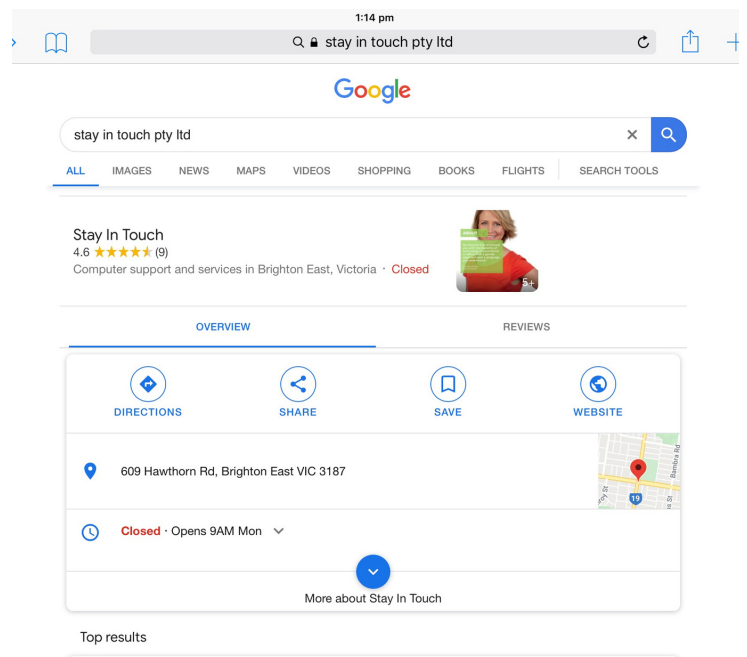 1:14 pm
stay in touch pty ltd
Google
stay in touch pty ltd
ALL IMAGES NEWS MAPS VIDEOS SHOPPING BOOKS FLIGHTS SEARCH TOOLS
Stay In Touch
4.6 ★★★★★ (9)
Computer support and services in Brighton East, Victoria · Closed
ABOUT
5+
OVERVIEW REVIEWS
DIRECTIONS SHARE SAVE WEBSITE
609 Hawthorn Rd, Brighton East VIC 3187
Bambra Rd
19
Closed · Opens 9AM Mon
More about Stay In Touch
Top results